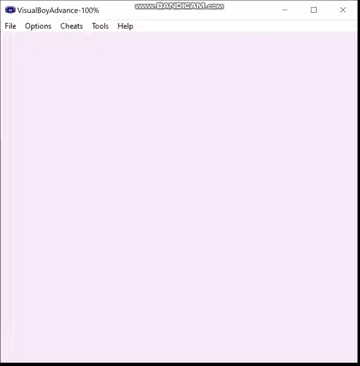 VisualBoyAdvance-100%
www.BANDICAM.com
File Options Cheats Tools Help